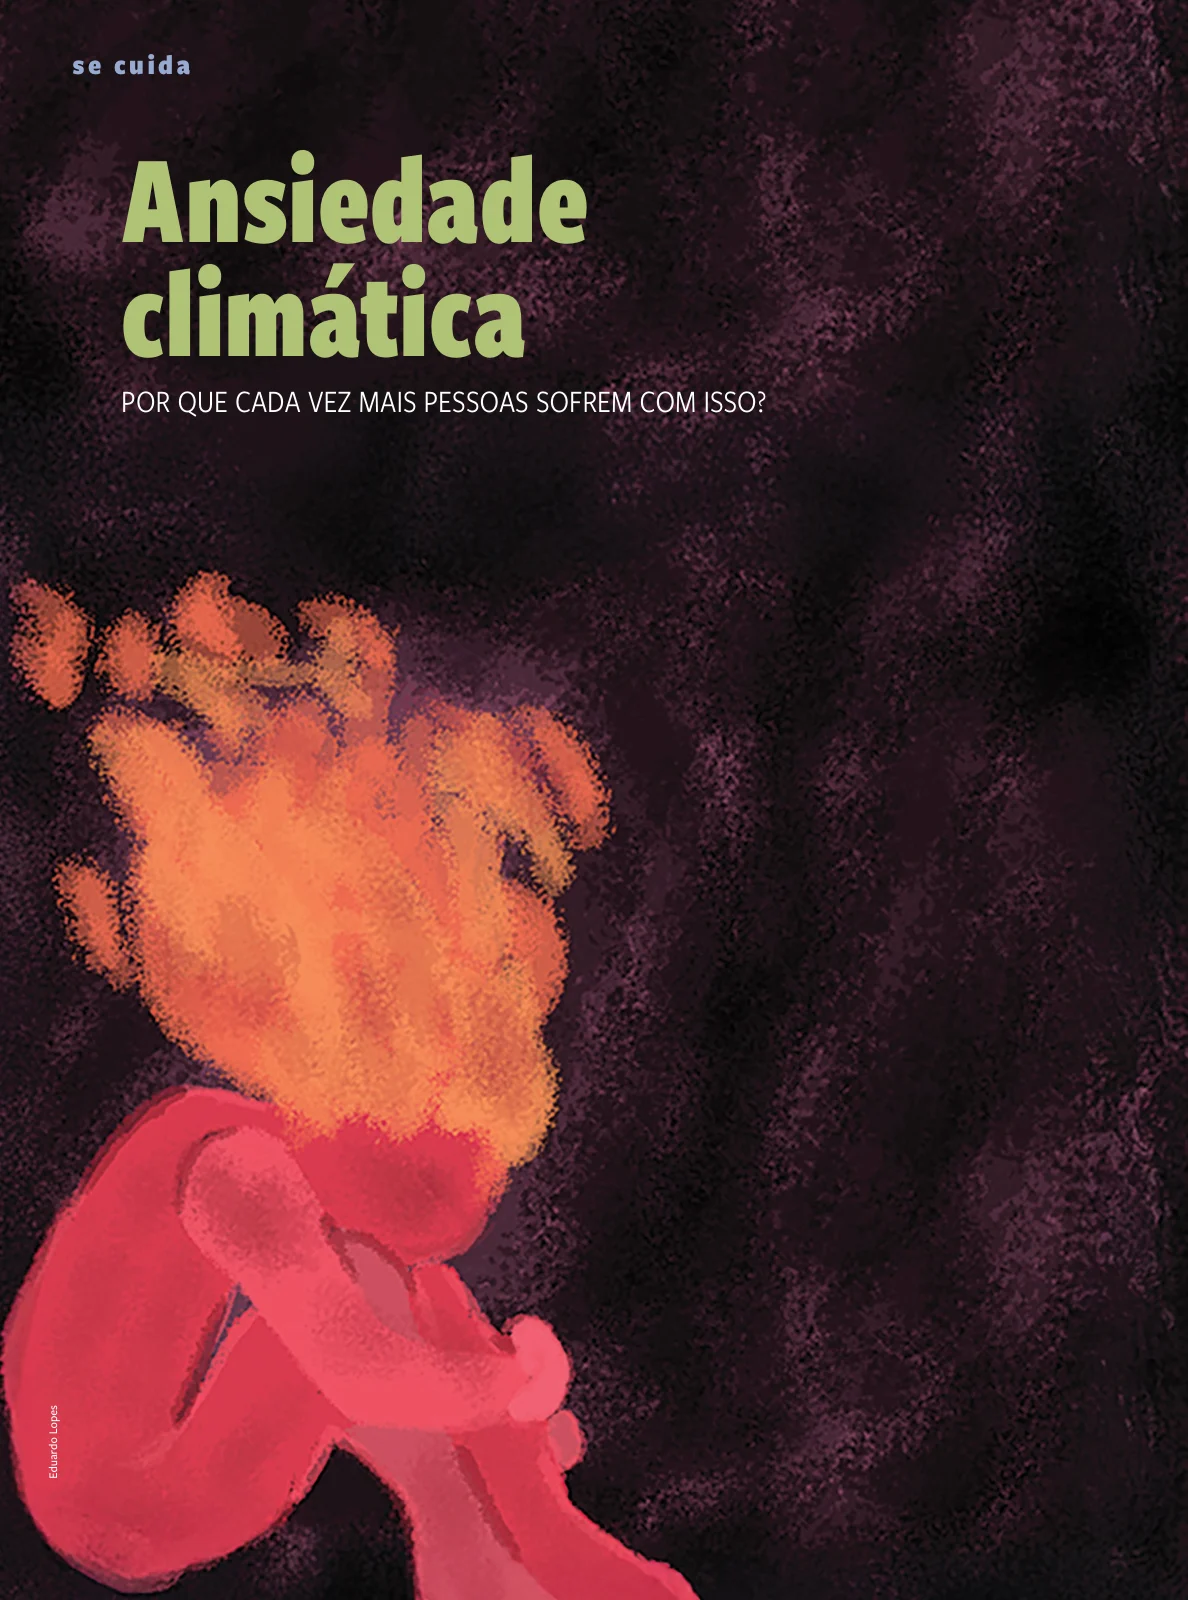 se cuida
Ansiedade
climática
POR QUE CADA VEZ MAIS PESSOAS SOFREM COM ISSO?
Eduardo Lopes